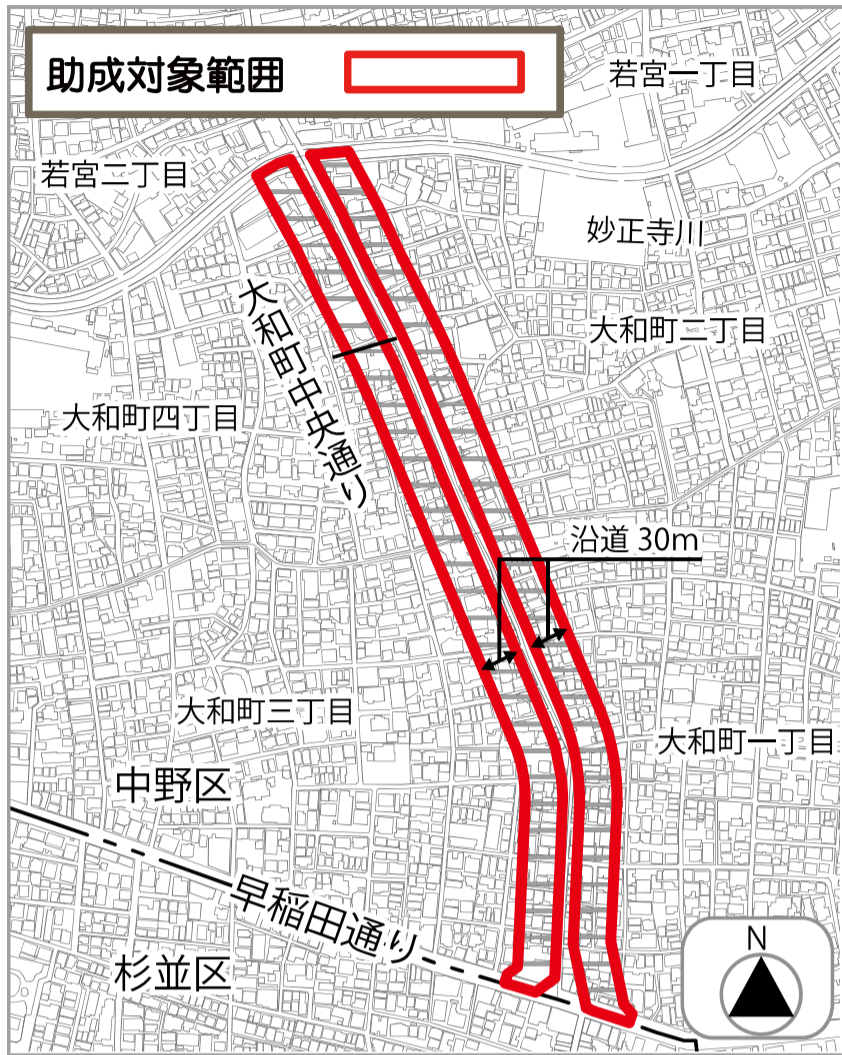 助成対象範囲
若宮一丁目
若宮二丁目
妙正寺川
大和町中央通り
大和町二丁目
大和町四丁目
沿道 30m
大和町三丁目
大和町一丁目
中野区
早稲田通り
杉並区
N